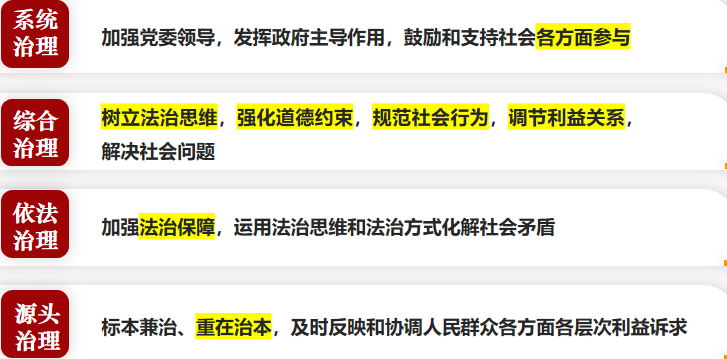 系统
治理
加强党委领导，发挥政府主导作用，鼓励和支持社会各方面参与
综合
治理
树立法治思维，强化道德约束，规范社会行为，调节利益关系，
解决社会问题
依法
治理
加强法治保障，运用法治思维和法治方式化解社会矛盾
源头
治理
标本兼治、重在治本，及时反映和协调人民群众各方面各层次利益诉求